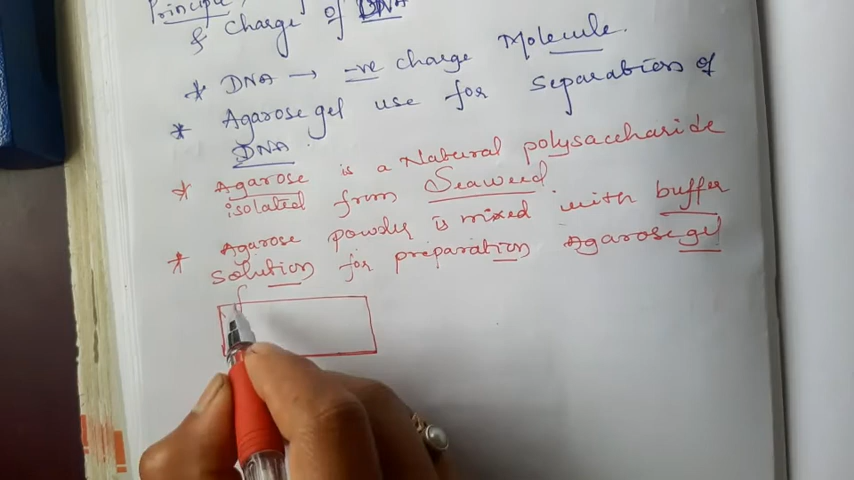 Principle
& Charge of DNA
* DNA → -ve charge Molecule.
* Agarose gel use for separation of
DNA.
* Agarose is a Natural polysaccharide
isolated from Seaweed.
* Agarose powder is mixed with buffer
solution for preparation Agarose gel